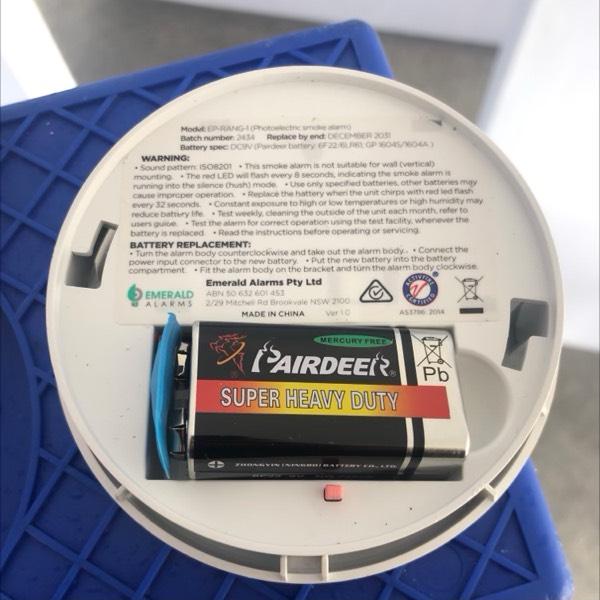 Model: EP-RANG-1 (Photoelectric smoke alarm)
Batch number: 2434 Replace by end: DECEMBER 2031
Battery spec: DC9V (Pairdeer battery: 6F22/6LR61, GP 1604S/1604A)
WARNING:
• Sound pattern: ISO8201 • This smoke alarm is not suitable for wall (vertical)
mounting. • The red LED will flash every 8 seconds, indicating the smoke alarm is
running into the silence (hush) mode. • Use only specified batteries, other batteries may
cause improper operation. • Replace the battery when the unit chirps with red led flash
every 32 seconds. • Constant exposure to high or low temperatures or high humidity may
reduce battery life. • Test weekly, cleaning the outside of the unit each month, refer to
users guise. • Test the alarm for correct operation using the test facility, whenever the
battery is replaced. • Read the instructions before operating or servicing.
BATTERY REPLACEMENT:
• Turn the alarm body counterclockwise and take out the alarm body. • Connect the
power input connector to the new battery. • Put the new battery into the battery
compartment. • Fit the alarm body on the bracket and turn the alarm body clockwise.
EMERALD
ALARMS
Emerald Alarms Pty Ltd
ABN 50 632 601 453
2/29 Mitchell Rd Brookvale NSW 2100
MADE IN CHINA Ver 1.0
ACTIVFIRE
CERTIFIED
AS3786: 2014
MERCURY FREE
PAIRDEER®
SUPER HEAVY DUTY
Pb
ZHONGYIN (NINGBO) BATTERY CO., LTD.